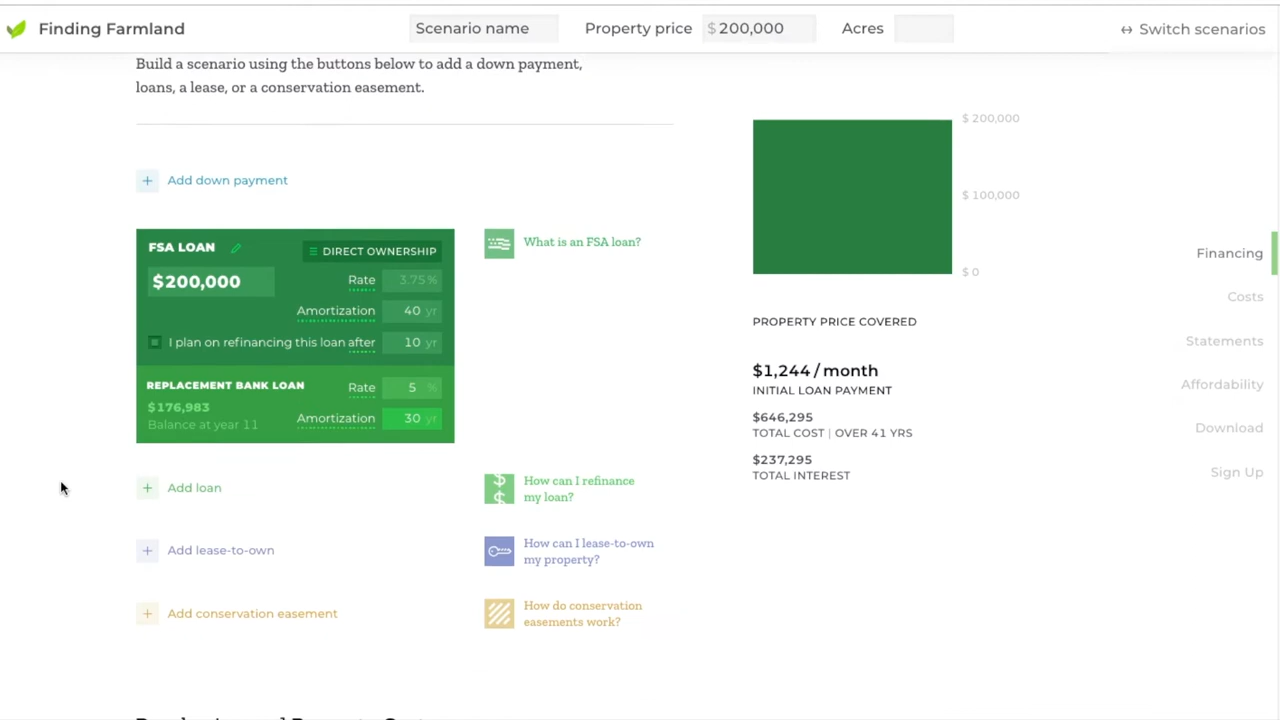 Finding Farmland
Scenario name
Property price $ 200,000
Acres
↔ Switch scenarios
Build a scenario using the buttons below to add a down payment,
loans, a lease, or a conservation easement.
+ Add down payment
FSA LOAN
DIRECT OWNERSHIP
$200,000
Rate 3.75 %
Amortization 40 yr
I plan on refinancing this loan after 10 yr
REPLACEMENT BANK LOAN
Rate 5 %
$176,983
Balance at year 11
Amortization 30 yr
What is an FSA loan?
+ Add loan
How can I refinance
my loan?
+ Add lease-to-own
How can I lease-to-own
my property?
+ Add conservation easement
How do conservation
easements work?
$ 200,000
$ 100,000
$ 0
PROPERTY PRICE COVERED
$1,244 / month
INITIAL LOAN PAYMENT
$646,295
TOTAL COST | OVER 41 YRS
$237,295
TOTAL INTEREST
Financing
Costs
Statements
Affordability
Download
Sign Up